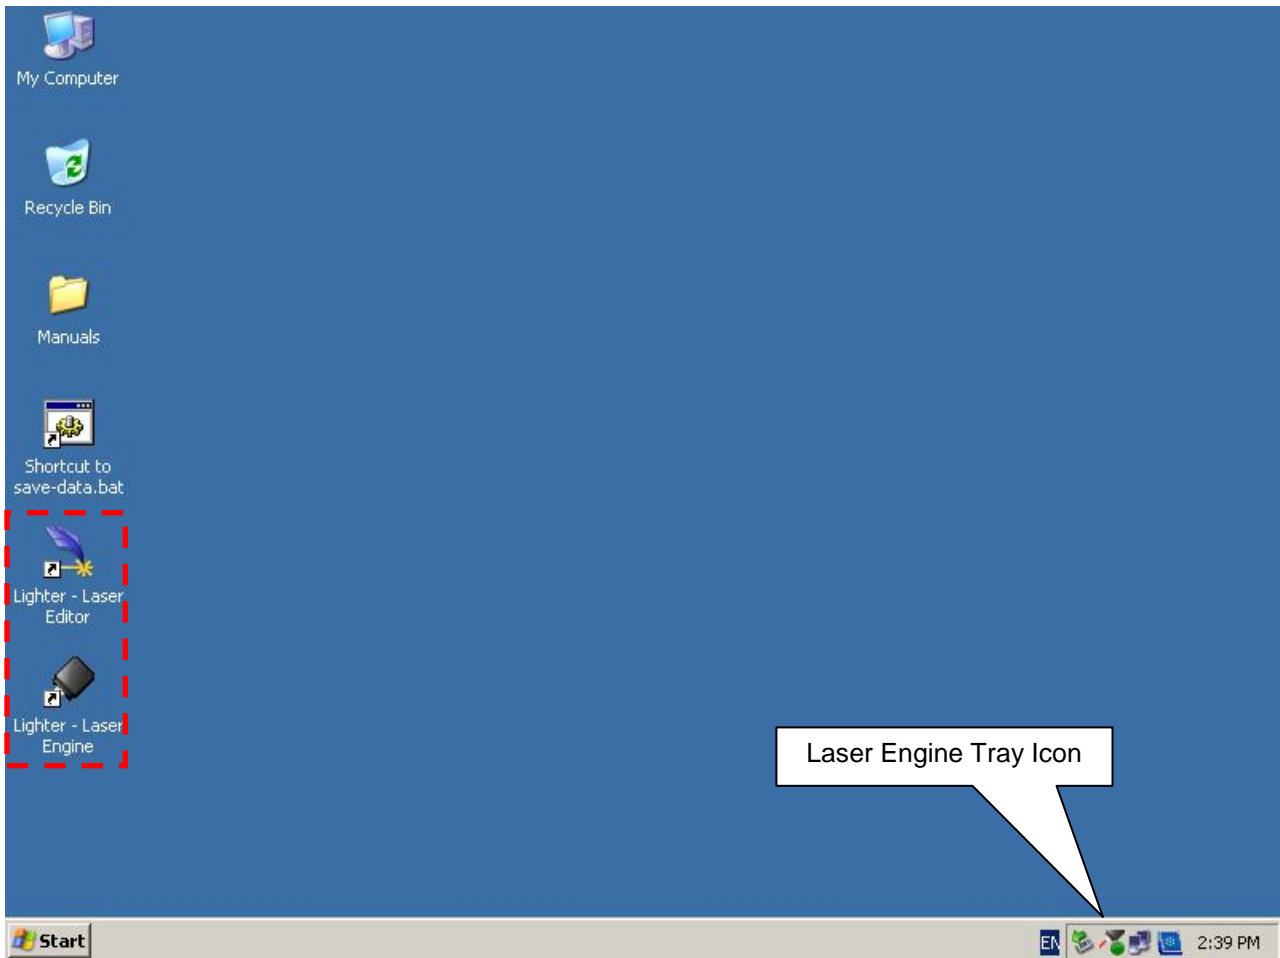 My Computer
Recycle Bin
Manuals
Shortcut to
save-data.bat
Lighter - Laser
Editor
Lighter - Laser
Engine
Laser Engine Tray Icon
Start
EN
2:39 PM